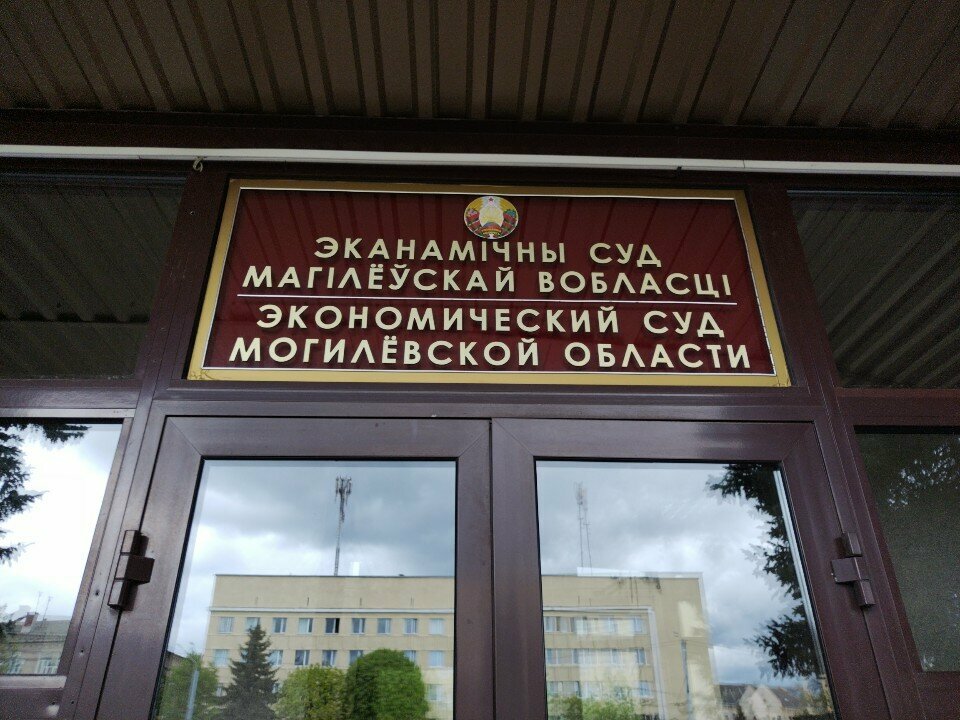 ЭКАНАМІЧНЫ СУД
МАГІЛЁЎСКАЙ ВОБЛАСЦІ
ЭКОНОМИЧЕСКИЙ СУД
МОГИЛЁВСКОЙ ОБЛАСТИ